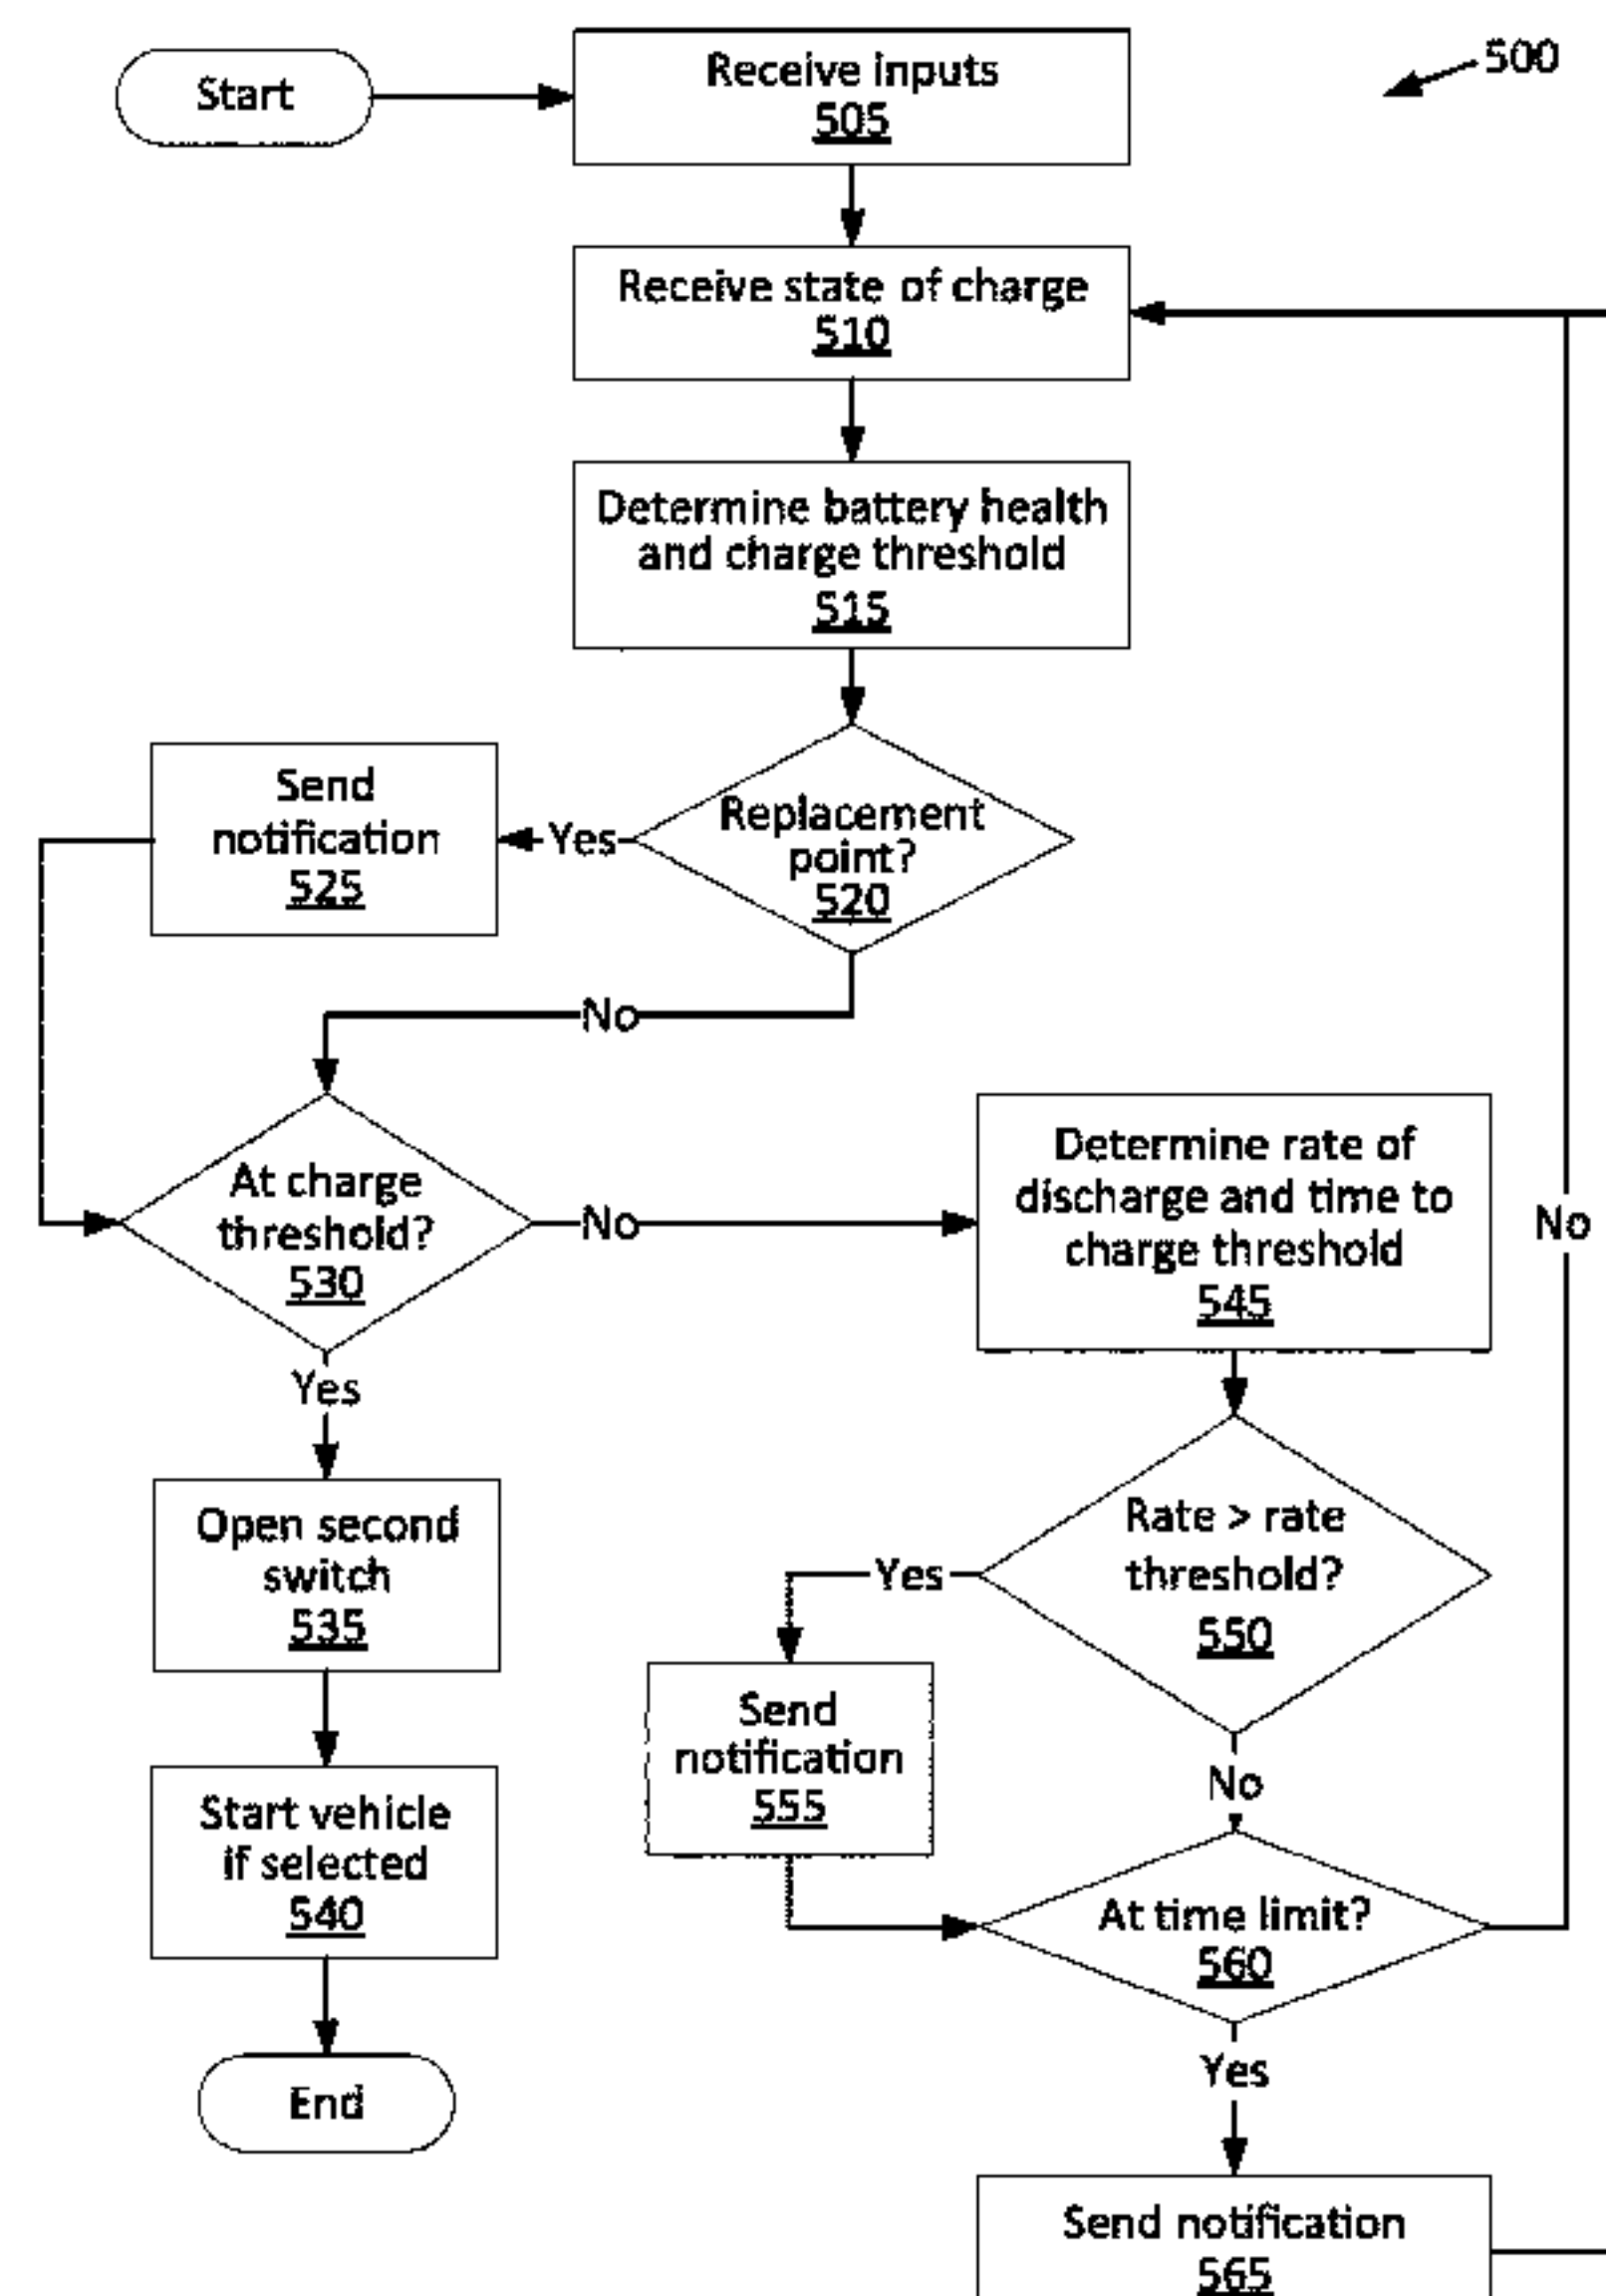 Start
Receive inputs
505
500
Receive state of charge
510
Determine battery health
and charge threshold
515
Send
notification
525
Yes
Replacement
point?
520
No
At charge
threshold?
530
No
Determine rate of
discharge and time to
charge threshold
545
No
Yes
Open second
switch
535
Rate > rate
threshold?
550
Yes
Send
notification
555
No
Start vehicle
if selected
540
At time limit?
560
Yes
End
Send notification
565